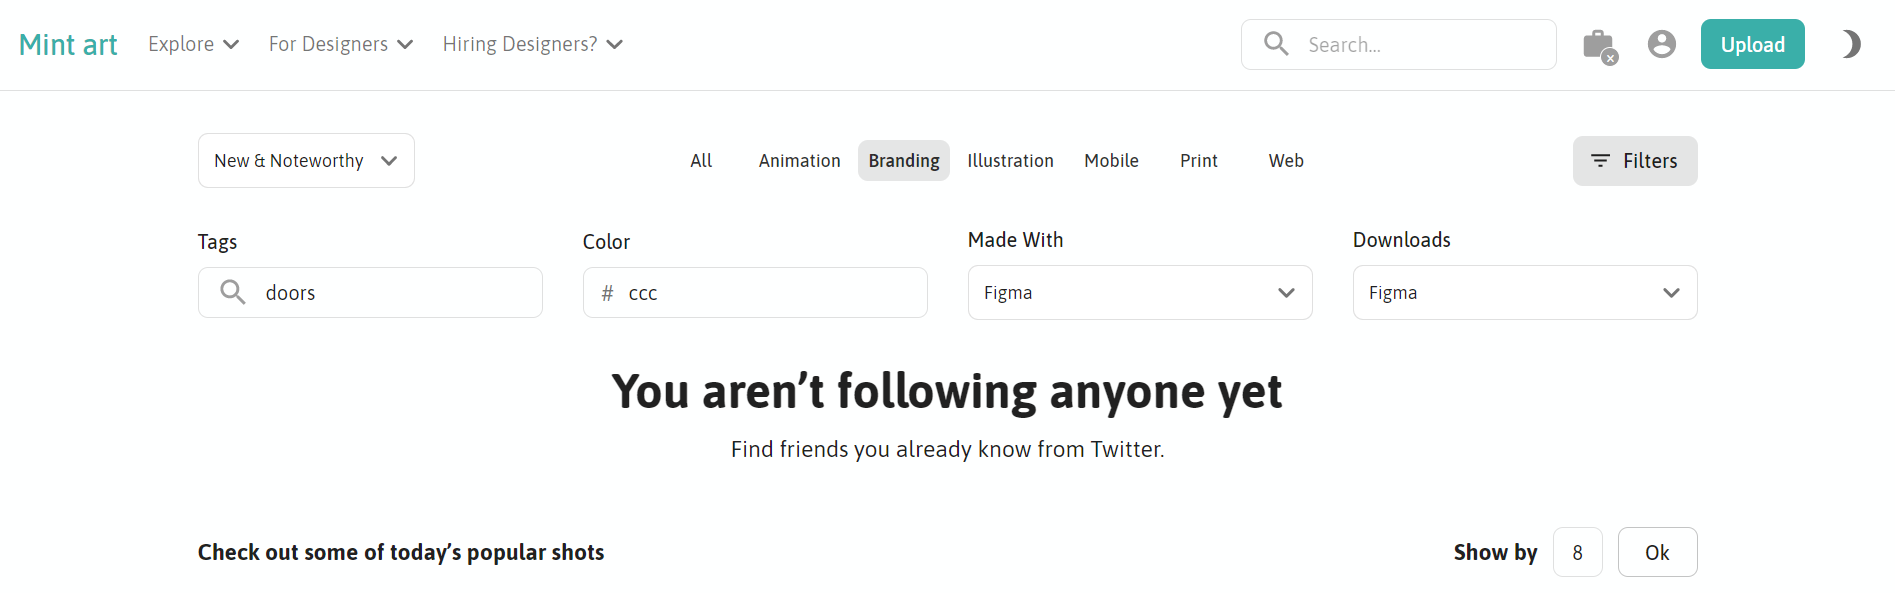 Mint art Explore For Designers Hiring Designers? Search... Upload
New & Noteworthy All Animation Branding Illustration Mobile Print Web Filters
Tags Color Made With Downloads
doors # ccc Figma Figma
You aren’t following anyone yet
Find friends you already know from Twitter.
Check out some of today’s popular shots Show by 8 Ok